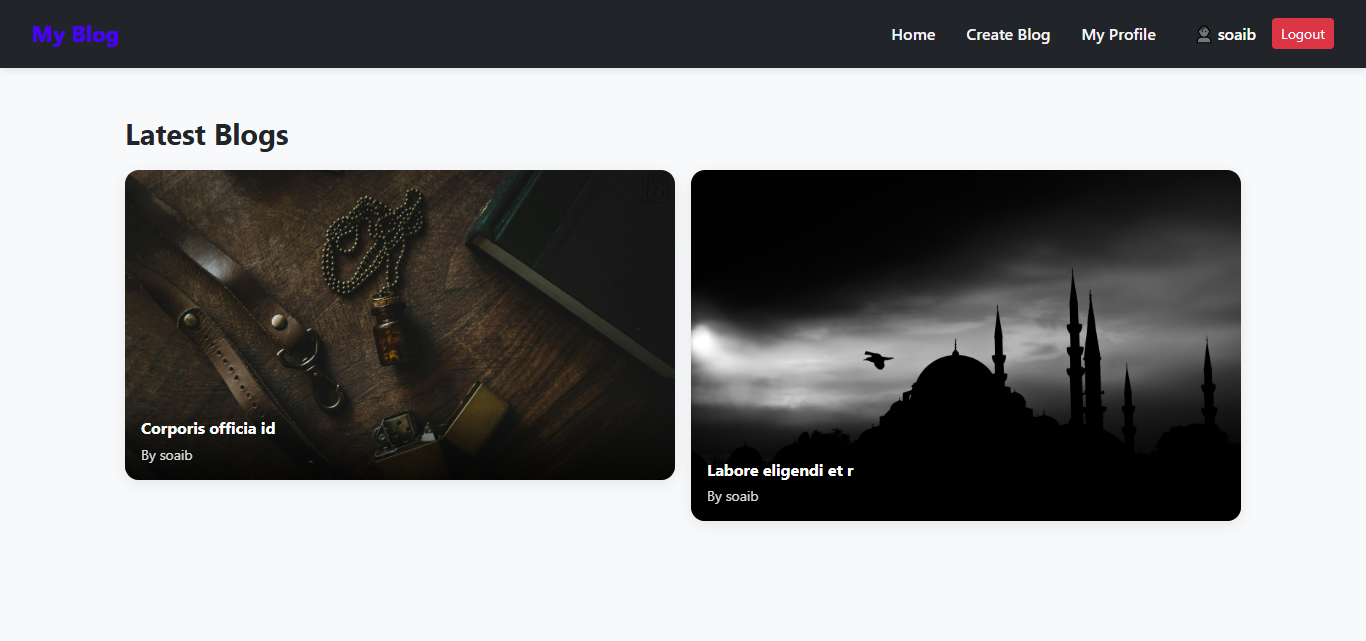 My Blog
Home
Create Blog
My Profile
soaib
Logout
Latest Blogs
Corporis officia id
By soaib
Labore eligendi et r
By soaib